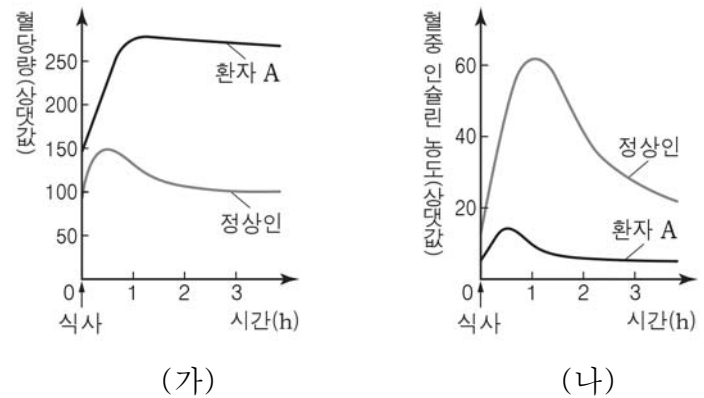 혈당량(상댓값)
250
200
150
100
50
0
1
2
3
환자 A
정상인
식사
시간(h)
(가)
혈중 인슐린 농도(상댓값)
60
40
20
0
1
2
3
정상인
환자 A
식사
시간(h)
(나)